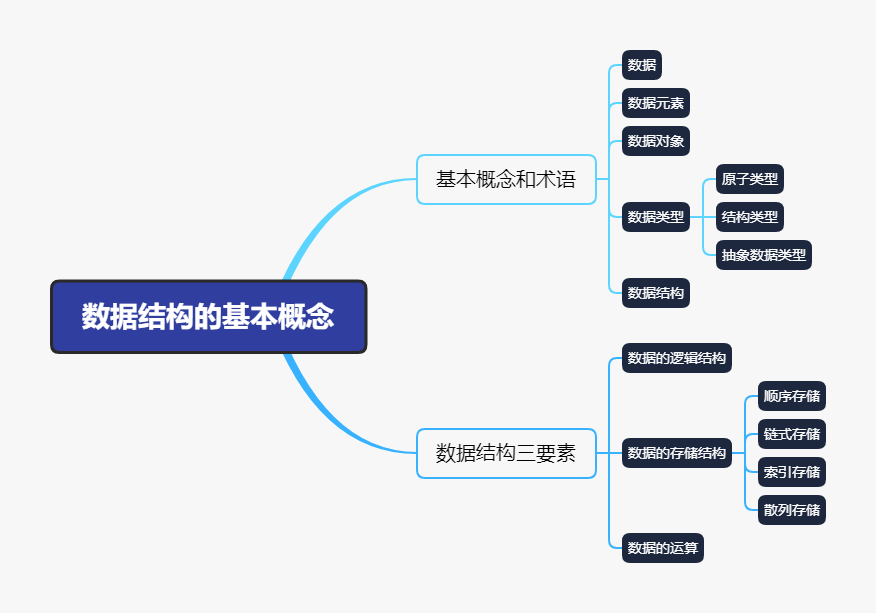 数据结构的基本概念
基本概念和术语
数据
数据元素
数据对象
数据类型
原子类型
结构类型
抽象数据类型
数据结构
数据结构三要素
数据的逻辑结构
数据的存储结构
顺序存储
链式存储
索引存储
散列存储
数据的运算